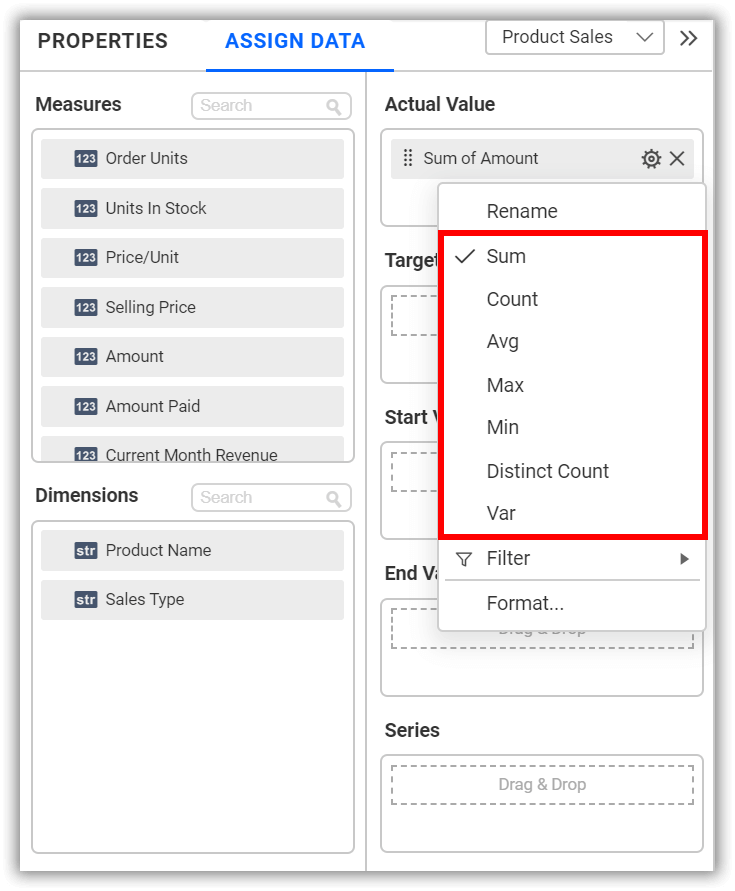 PROPERTIES
ASSIGN DATA
Product Sales
Measures
Search
123 Order Units
123 Units In Stock
123 Price/Unit
123 Selling Price
123 Amount
123 Amount Paid
123 Current Month Revenue
Dimensions
Search
str Product Name
str Sales Type
Actual Value
Sum of Amount
Rename
Sum
Count
Avg
Max
Min
Distinct Count
Var
Filter
Format...
Target
Start V
End Va
Drag & Drop
Series
Drag & Drop